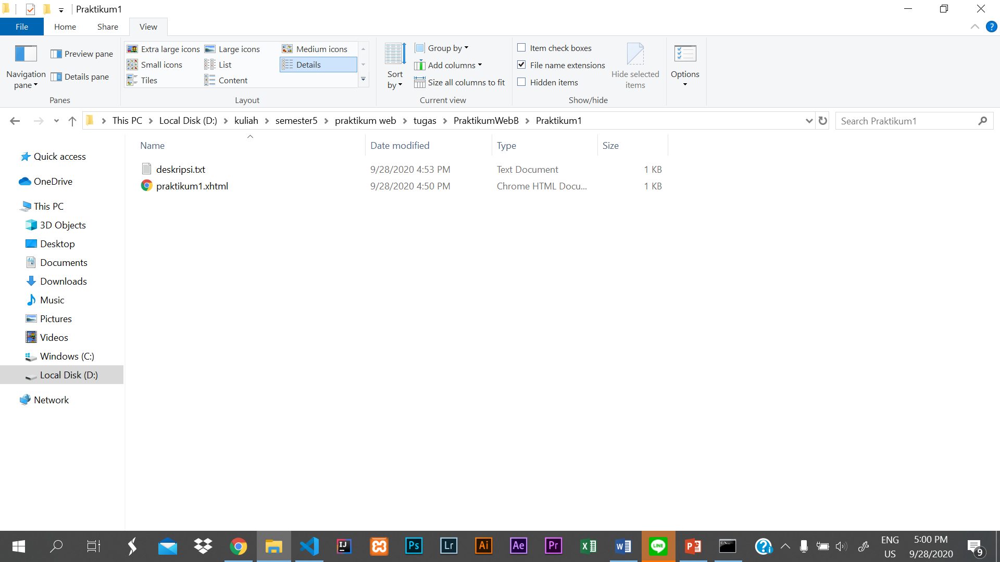 Praktikum1
File Home Share View
Navigation pane
Preview pane
Details pane
Panes
Extra large icons Large icons Medium icons
Small icons List Details
Tiles Content
Layout
Sort by
Group by
Add columns
Size all columns to fit
Current view
Item check boxes
File name extensions
Hidden items
Hide selected items
Show/hide
Options
This PC Local Disk (D:) kuliah semester5 praktikum web tugas PraktikumWebB Praktikum1
Search Praktikum1
Name Date modified Type Size
deskripsi.txt 9/28/2020 4:53 PM Text Document 1 KB
praktikum1.xhtml 9/28/2020 4:50 PM Chrome HTML Docu... 1 KB
Quick access
OneDrive
This PC
3D Objects
Desktop
Documents
Downloads
Music
Pictures
Videos
Windows (C:)
Local Disk (D:)
Network
IJ Ps Lr Ai Ae Pr LINE
ENG US
5:00 PM
9/28/2020
9